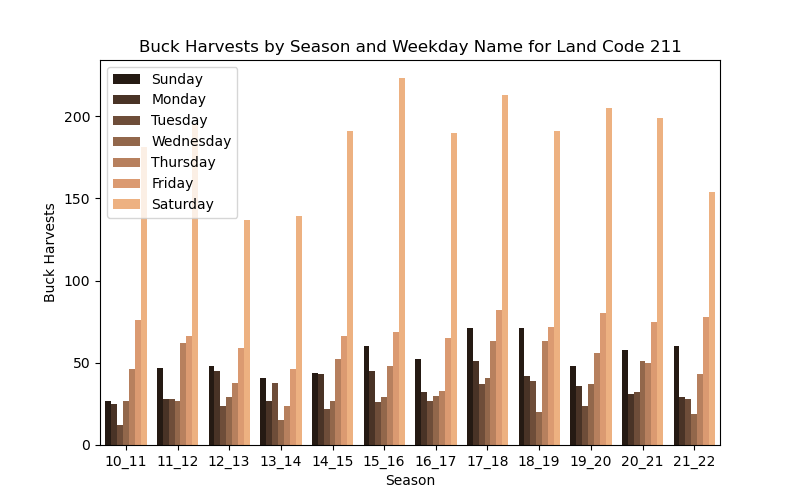 Buck Harvests by Season and Weekday Name for Land Code 211
Sunday
Monday
Tuesday
Wednesday
Thursday
Friday
Saturday
200
150
100
50
0
Buck Harvests
10_11 11_12 12_13 13_14 14_15 15_16 16_17 17_18 18_19 19_20 20_21 21_22
Season